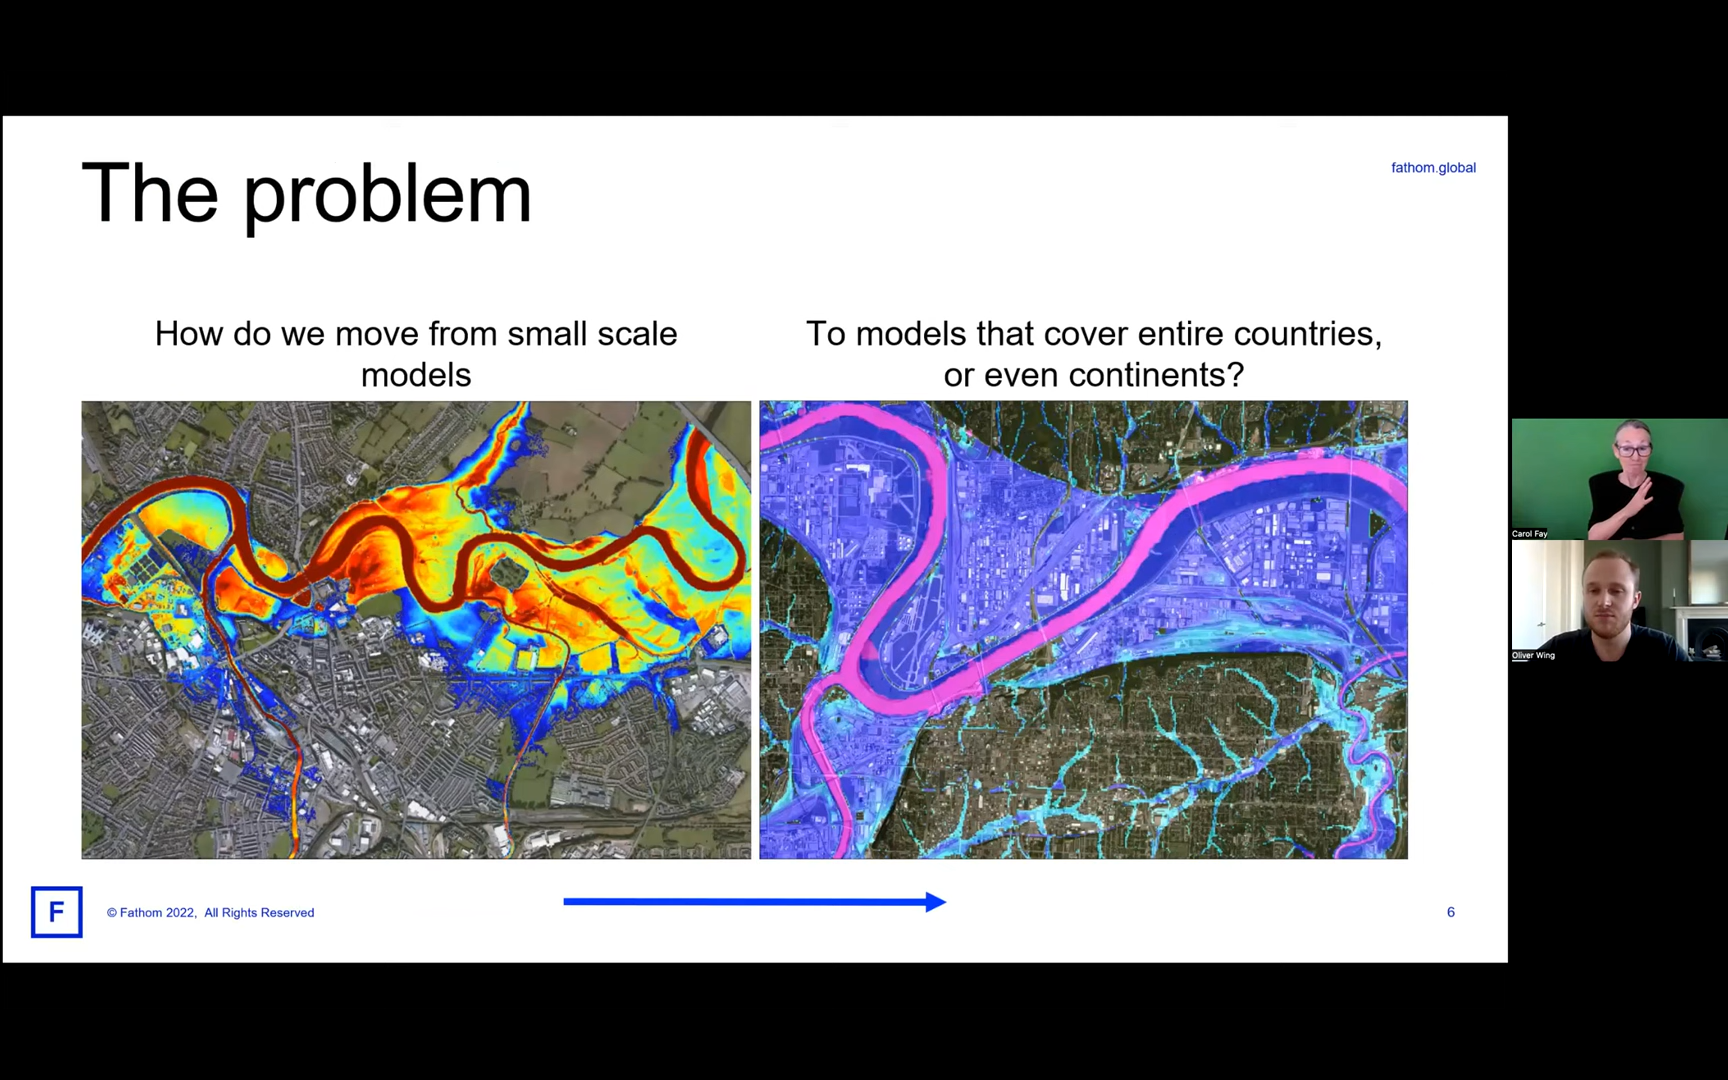 The problem
fathom.global
How do we move from small scale
models
To models that cover entire countries,
or even continents?
Carol Fay
Oliver Wing
F
© Fathom 2022, All Rights Reserved
6